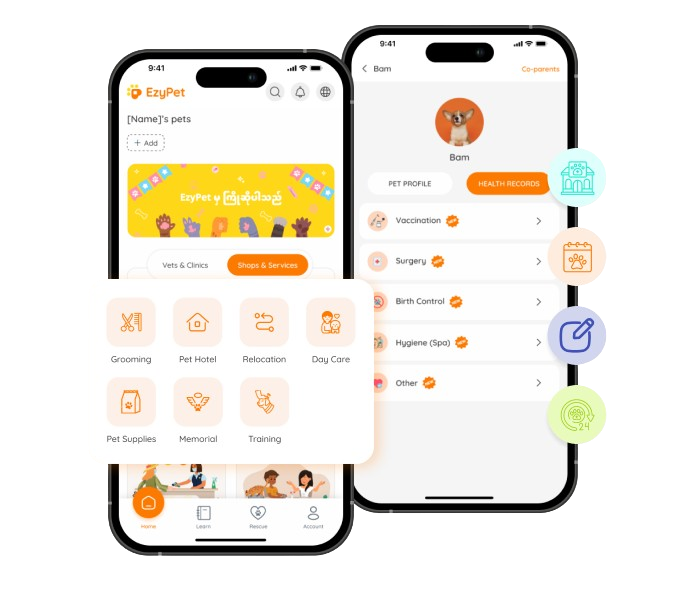 9:41
EzyPet
[Name]'s pets
+ Add
EzyPet မှ ကြိုဆိုပါသည်
Vets & Clinics
Shops & Services
Grooming
Pet Hotel
Relocation
Day Care
Pet Supplies
Memorial
Training
Home
Learn
Rescue
Account
9:41
Bam
Co-parents
Bam
PET PROFILE
HEALTH RECORDS
Vaccination
Surgery
Birth Control
Hygiene (Spa)
Other
24